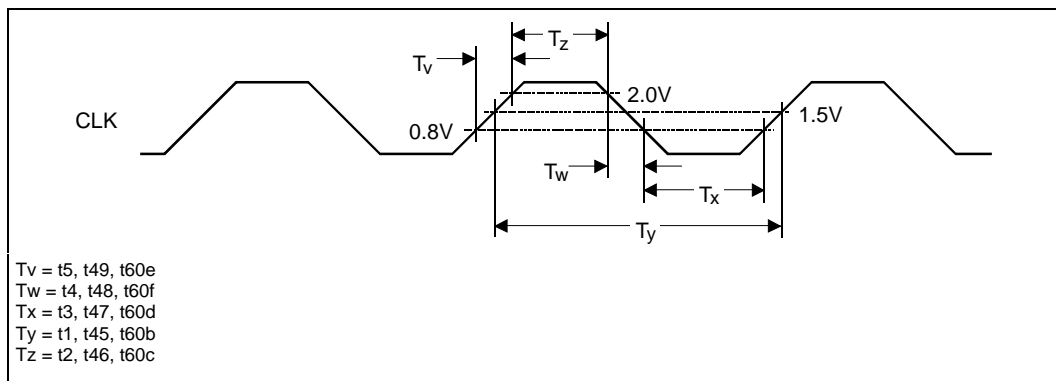 Tz
Tv
2.0V
CLK
0.8V
1.5V
Tw
Tx
Ty
Tv = t5, t49, t60e
Tw = t4, t48, t60f
Tx = t3, t47, t60d
Ty = t1, t45, t60b
Tz = t2, t46, t60c